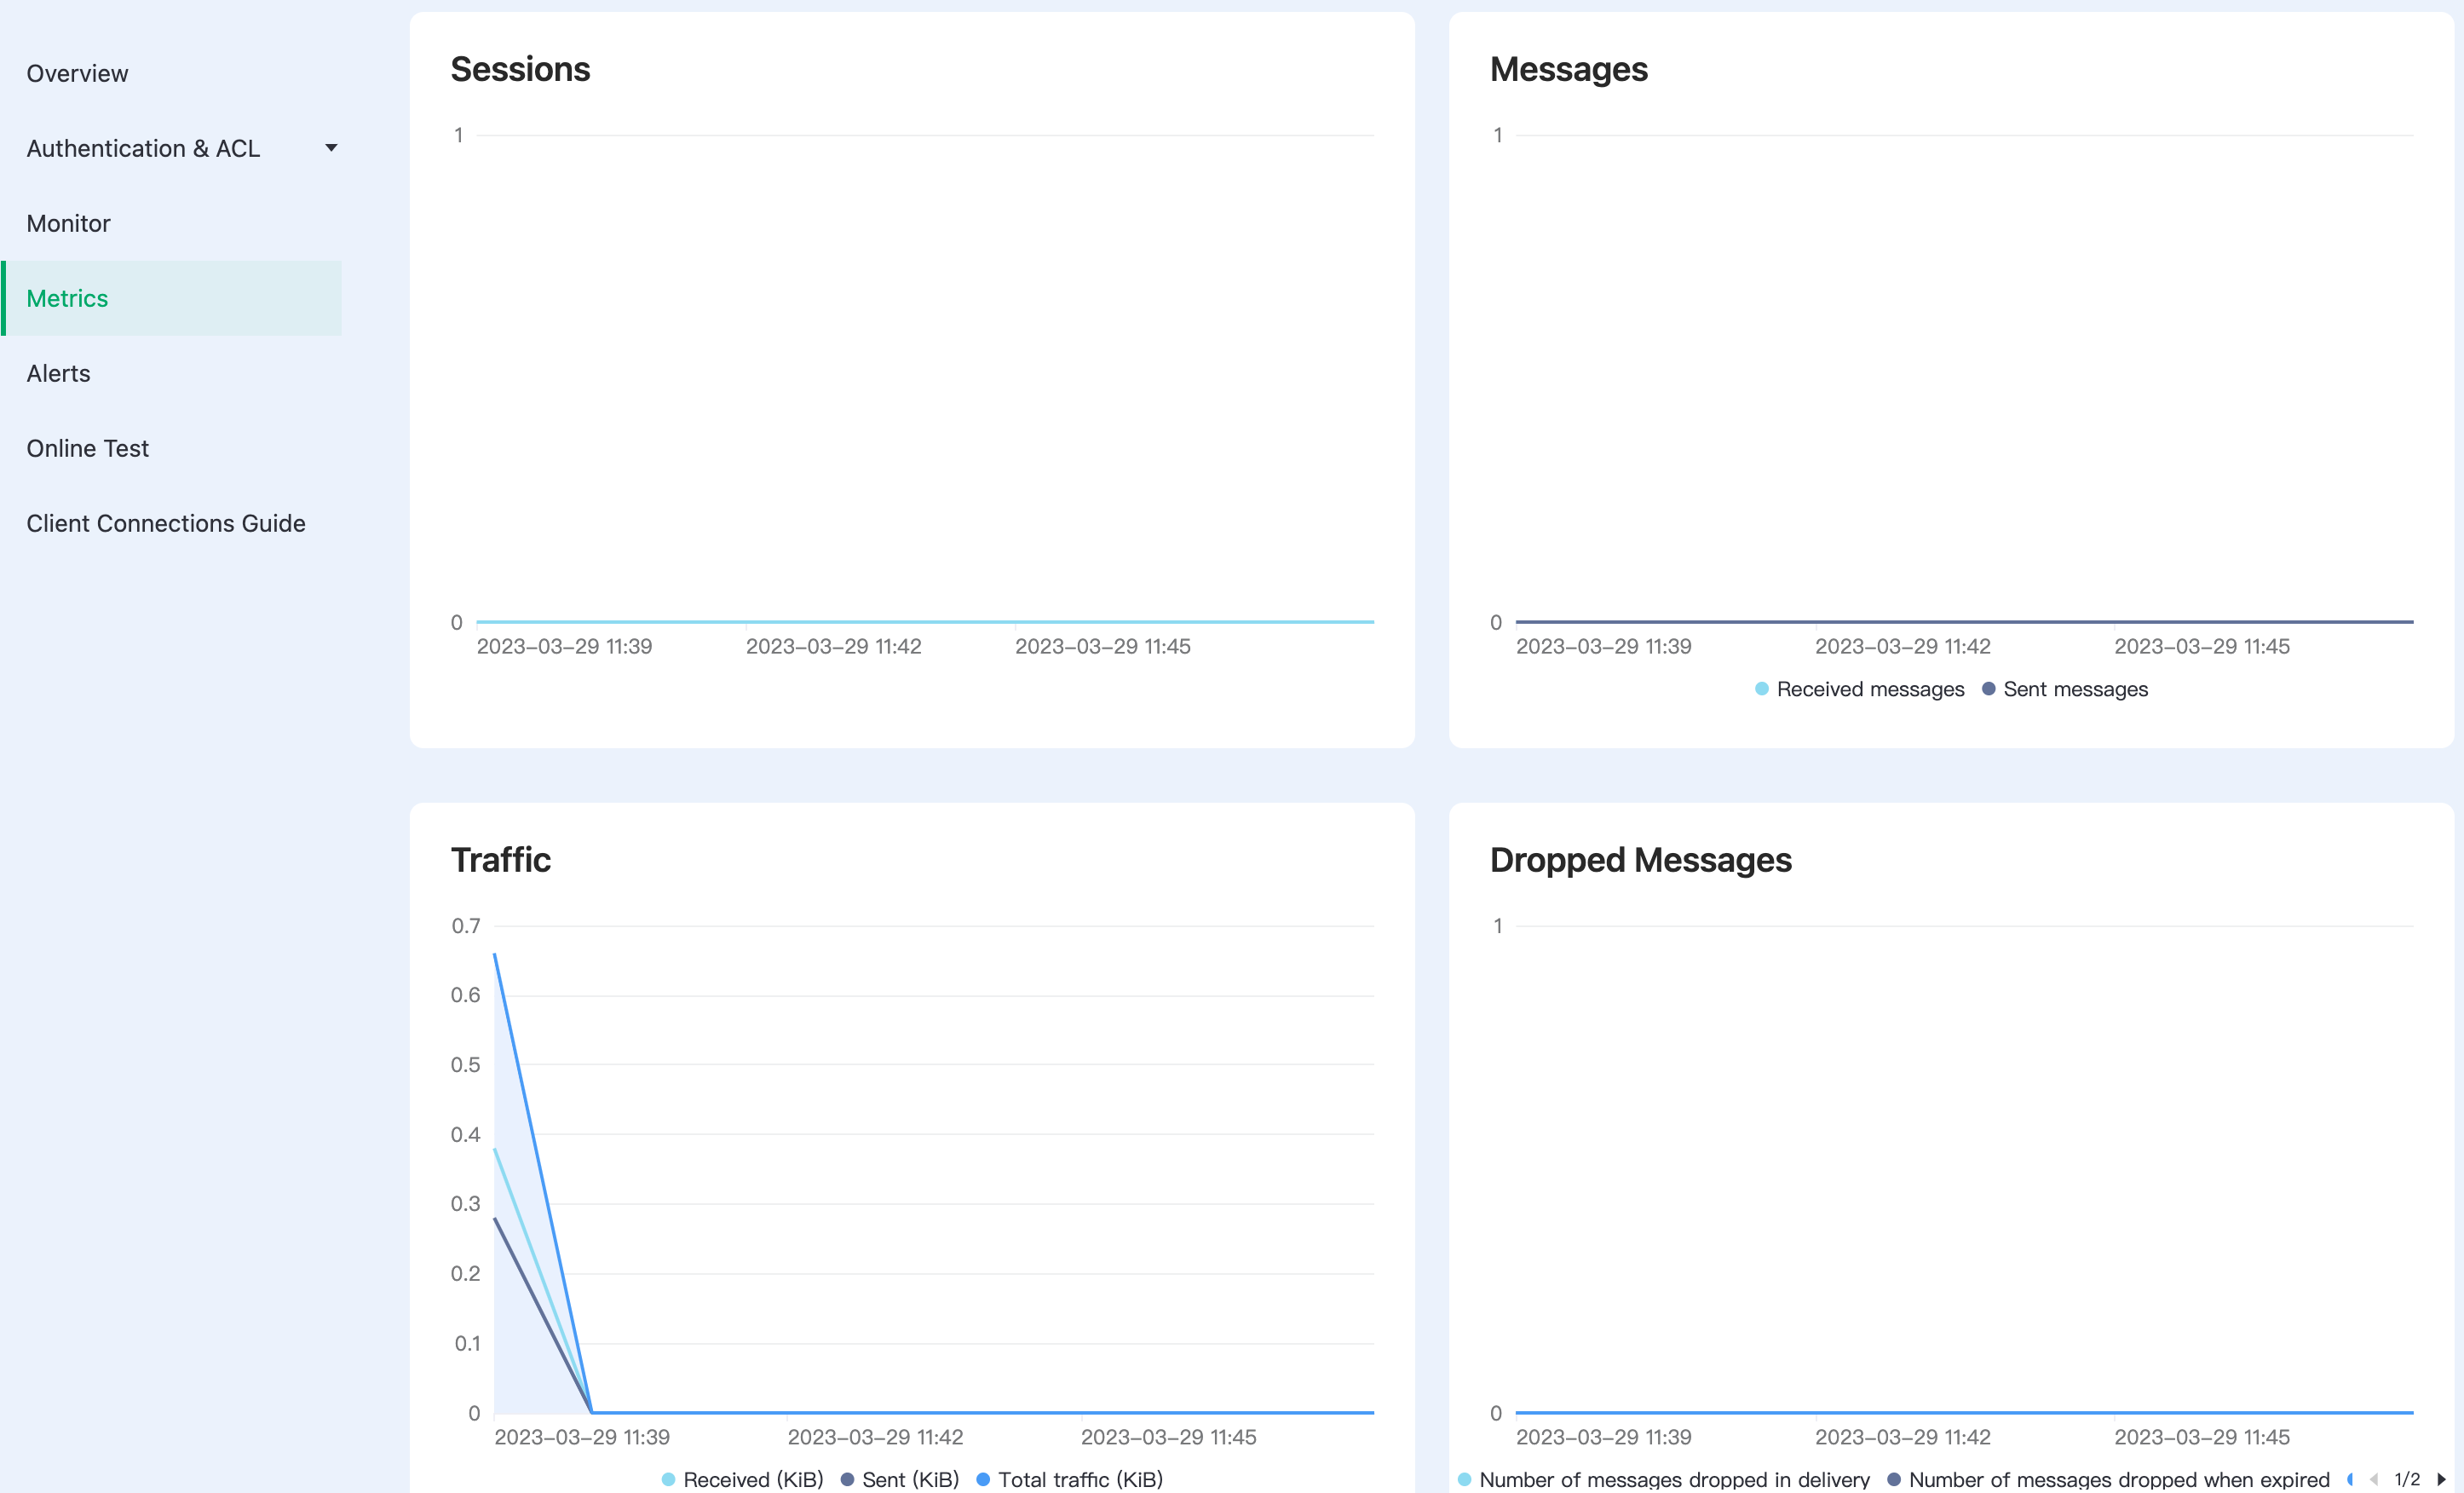 Overview
Authentication & ACL
Monitor
Metrics
Alerts
Online Test
Client Connections Guide
Sessions
1
0
2023-03-29 11:39 2023-03-29 11:42 2023-03-29 11:45
Messages
1
0
2023-03-29 11:39 2023-03-29 11:42 2023-03-29 11:45
Received messages Sent messages
Traffic
0.7
0.6
0.5
0.4
0.3
0.2
0.1
0
2023-03-29 11:39 2023-03-29 11:42 2023-03-29 11:45
Received (KiB) Sent (KiB) Total traffic (KiB)
Dropped Messages
1
0
2023-03-29 11:39 2023-03-29 11:42 2023-03-29 11:45
Number of messages dropped in delivery Number of messages dropped when expired 1/2